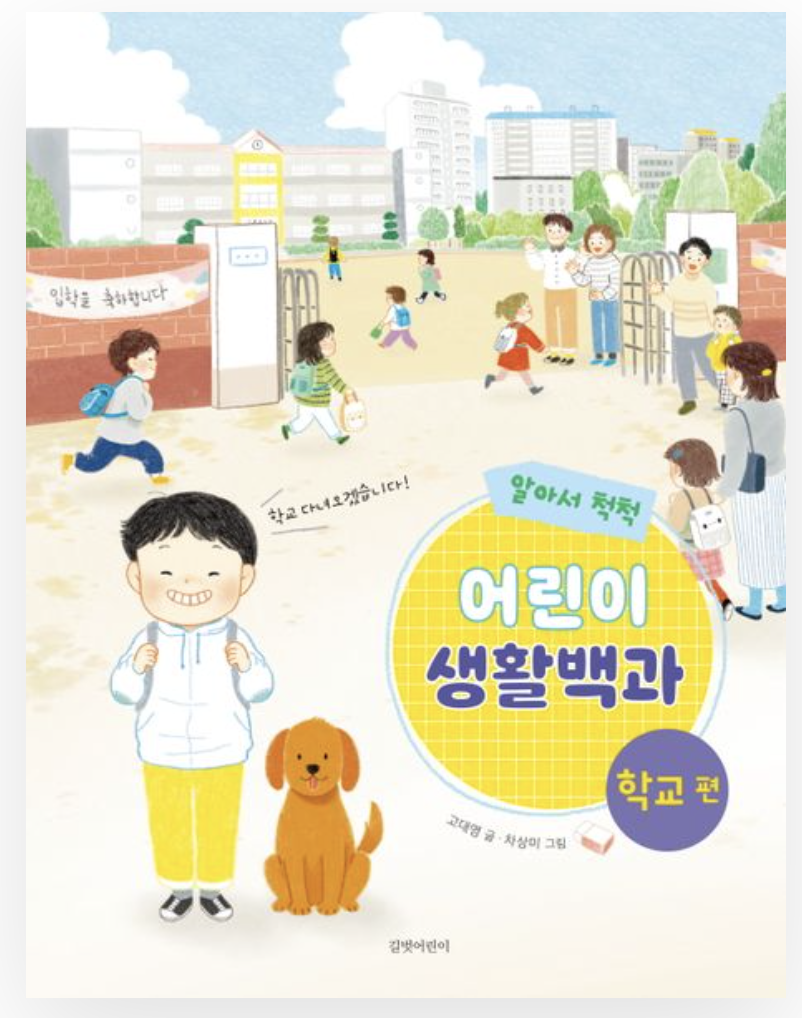 입학을 축하합니다
학교 다녀오겠습니다!
알아서 척척
어린이
생활백과
학교 편
고대영 글 · 차상미 그림
길벗어린이